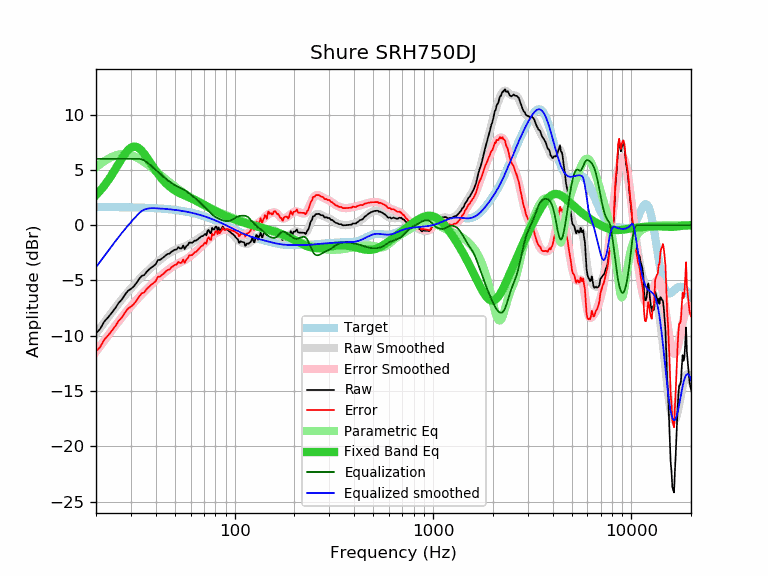 Shure SRH750DJ
Amplitude (dBr)
10
5
0
−5
−10
−15
−20
−25
Target
Raw Smoothed
Error Smoothed
Raw
Error
Parametric Eq
Fixed Band Eq
Equalization
Equalized smoothed
100
1000
10000
Frequency (Hz)